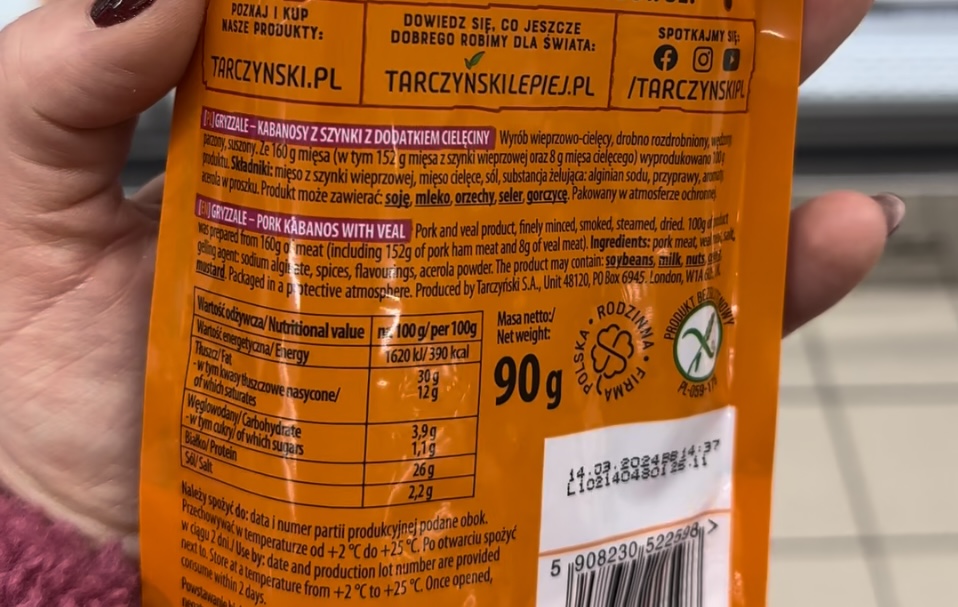 POZNAJ I KUP
NASZE PRODUKTY:
TARCZYNSKI.PL
DOWIEDZ SIĘ, CO JESZCZE
DOBREGO ROBIMY DLA ŚWIATA:
TARCZYNSKILEPIEJ.PL
SPOTKAJMY SIĘ:
/TARCZYNSKIPL
[PL] GRYZZALE – KABANOSY Z SZYNKI Z DODATKIEM CIELĘCINY Wyrób wieprzowo-cielęcy, drobno rozdrobniony, wędzony,
parzony, suszony. Ze 160 g mięsa (w tym 152 g mięsa z szynki wieprzowej oraz 8 g mięsa cielęcego) wyprodukowano 100 g
produktu. Składniki: mięso z szynki wieprzowej, mięso cielęce, sól, substancja żelująca: alginian sodu, przyprawy, aromaty,
acerola w proszku. Produkt może zawierać: soję, mleko, orzechy, seler, gorczycę. Pakowany w atmosferze ochronnej.
GRYZZALE – PORK KABANOS WITH VEAL Pork and veal product, finely minced, smoked, steamed, dried. 100g of product
was prepared from 160g of meat (including 152g of pork ham meat and 8g of veal meat). Ingredients: pork meat, veal salt,
gelling agent: sodium alginate, spices, flavourings, acerola powder. The product may contain: soybeans, milk, nuts,
mustard. Packaged in a protective atmosphere. Produced by Tarczyński S.A., Unit 48120, PO Box 6945. London, W1A
Wartość odżywcza/ Nutritional value na 100 g/ per 100g
Wartość energetyczna/ Energy 1620 kJ/ 390 kcal
Tłuszcz/ Fat 30 g
- w tym kwasy tłuszczowe nasycone/ 12 g
of which saturates
Węglowodany/ Carbohydrate 3,9 g
- w tym cukry/ of which sugars 1,1 g
Białko/ Protein 26 g
Sól/ Salt 2,2 g
Masa netto:/
Net weight:
90 g
POLSKA • RODZINNA • FIRMA
PRODUKT BEZGLUTENOWY
PL-059-
14.03.2024 14:37
5 908230 522598 >
Należy spożyć do: data i numer partii produkcyjnej podane obok.
Przechowywać w temperaturze od +2 °C do +25 °C. Po otwarciu spożyć
w ciągu 2 dni./ Use by: date and production lot number are provided
next to. Store at a temperature from +2 °C to +25 °C. Once opened,
consume within 2 days.